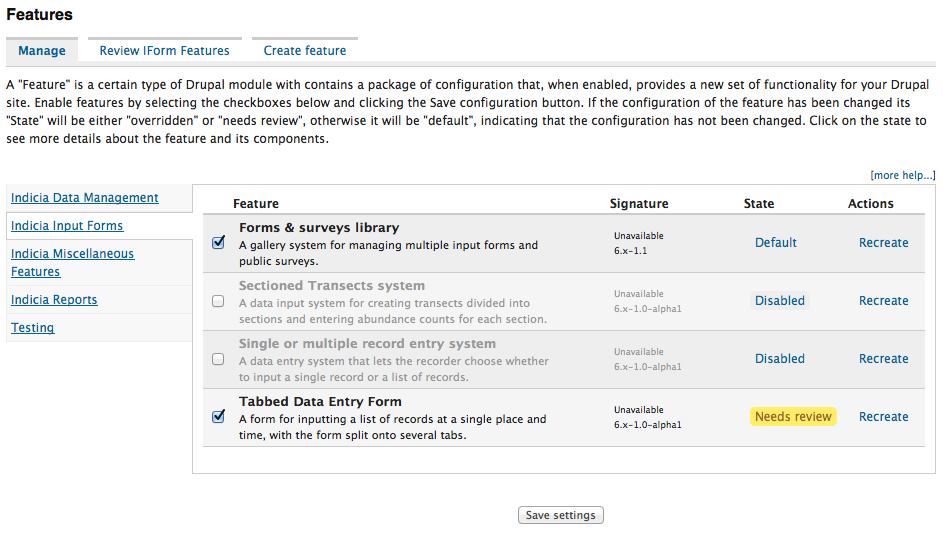 Features
Manage
Review IForm Features
Create feature
A "Feature" is a certain type of Drupal module with contains a package of configuration that, when enabled, provides a new set of functionality for your Drupal
site. Enable features by selecting the checkboxes below and clicking the Save configuration button. If the configuration of the feature has been changed its
"State" will be either "overridden" or "needs review", otherwise it will be "default", indicating that the configuration has not been changed. Click on the state to
see more details about the feature and its components.
[more help...]
Indicia Data Management
Indicia Input Forms
Indicia Miscellaneous
Features
Indicia Reports
Testing
Feature Signature State Actions
Forms & surveys library
A gallery system for managing multiple input forms and
public surveys.
Unavailable
6.x-1.1
Default
Recreate
Sectioned Transects system
A data input system for creating transects divided into
sections and entering abundance counts for each section.
Unavailable
6.x-1.0-alpha1
Disabled
Recreate
Single or multiple record entry system
A data entry system that lets the recorder choose whether
to input a single record or a list of records.
Unavailable
6.x-1.0-alpha1
Disabled
Recreate
Tabbed Data Entry Form
A form for inputting a list of records at a single place and
time, with the form split onto several tabs.
Unavailable
6.x-1.0-alpha1
Needs review
Recreate
Save settings